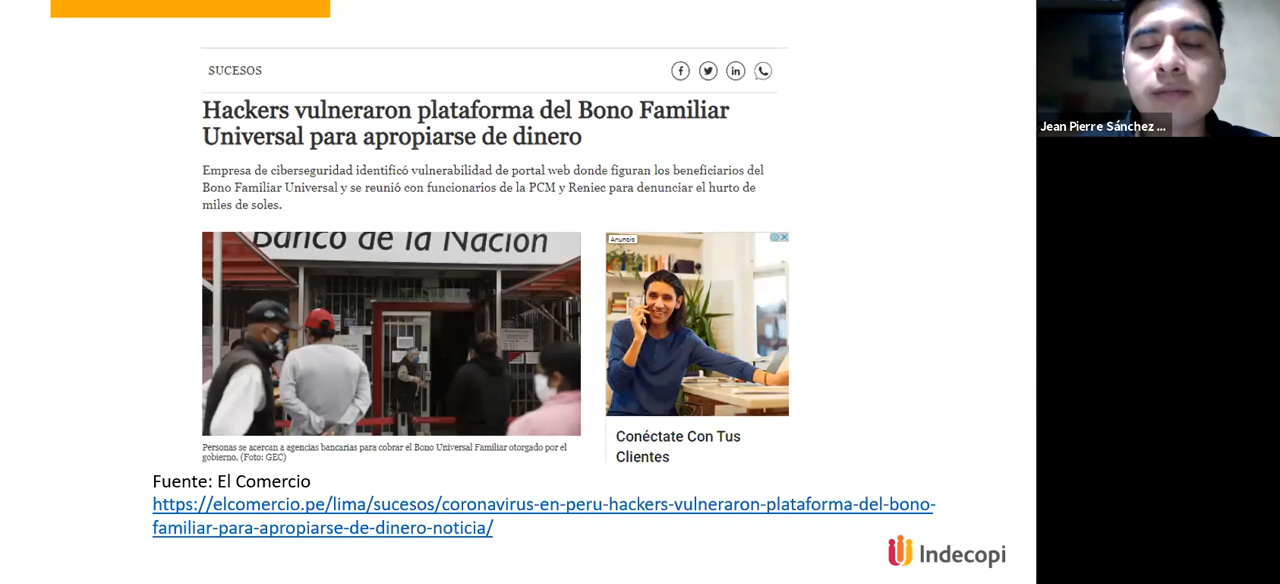 SUCESOS
Hackers vulneraron plataforma del Bono Familiar
Universal para apropiarse de dinero
Empresa de ciberseguridad identificó vulnerabilidad de portal web donde figuran los beneficiarios del
Bono Familiar Universal y se reunió con funcionarios de la PCM y Reniec para denunciar el hurto de
miles de soles.
Banco de la Nación
Anuncio
Personas se acercan a agencias bancarias para cobrar el Bono Universal Familiar otorgado por el
gobierno. (Foto: GEC)
Conéctate Con Tus
Clientes
Fuente: El Comercio
https://elcomercio.pe/lima/sucesos/coronavirus-en-peru-hackers-vulneraron-plataforma-del-bono-
familiar-para-apropiarse-de-dinero-noticia/
Indecopi
Jean Pierre Sánchez ...